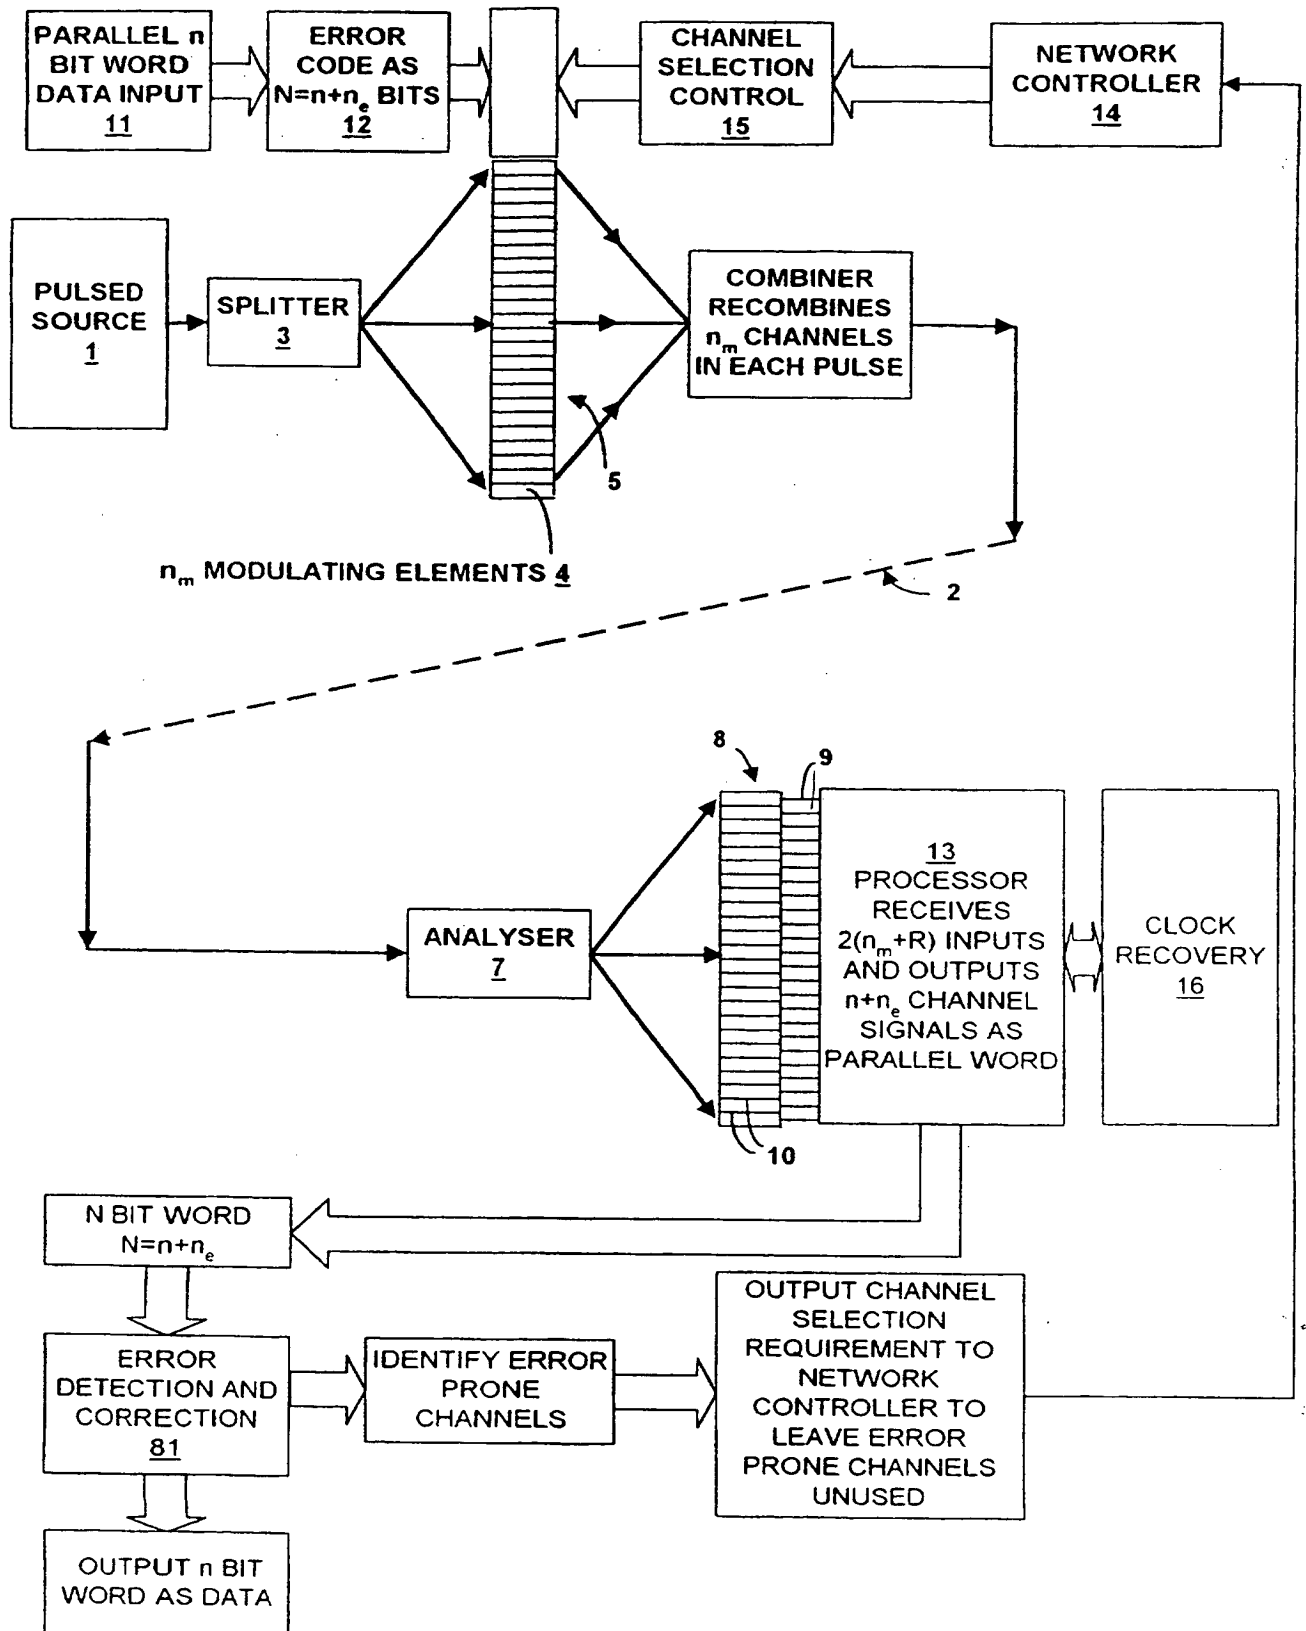 PARALLEL n
BIT WORD
DATA INPUT
11
ERROR
CODE AS
N=n+nₑ BITS
12
CHANNEL
SELECTION
CONTROL
15
NETWORK
CONTROLLER
14
PULSED
SOURCE
1
SPLITTER
3
COMBINER
RECOMBINES
nₘ CHANNELS
IN EACH PULSE
5
nₘ MODULATING ELEMENTS 4
2
8
9
ANALYSER
7
13
PROCESSOR
RECEIVES
2(nₘ+R) INPUTS
AND OUTPUTS
n+nₑ CHANNEL
SIGNALS AS
PARALLEL WORD
CLOCK
RECOVERY
16
10
N BIT WORD
N=n+nₑ
ERROR
DETECTION AND
CORRECTION
81
IDENTIFY ERROR
PRONE
CHANNELS
OUTPUT CHANNEL
SELECTION
REQUIREMENT TO
NETWORK
CONTROLLER TO
LEAVE ERROR
PRONE CHANNELS
UNUSED
OUTPUT n BIT
WORD AS DATA